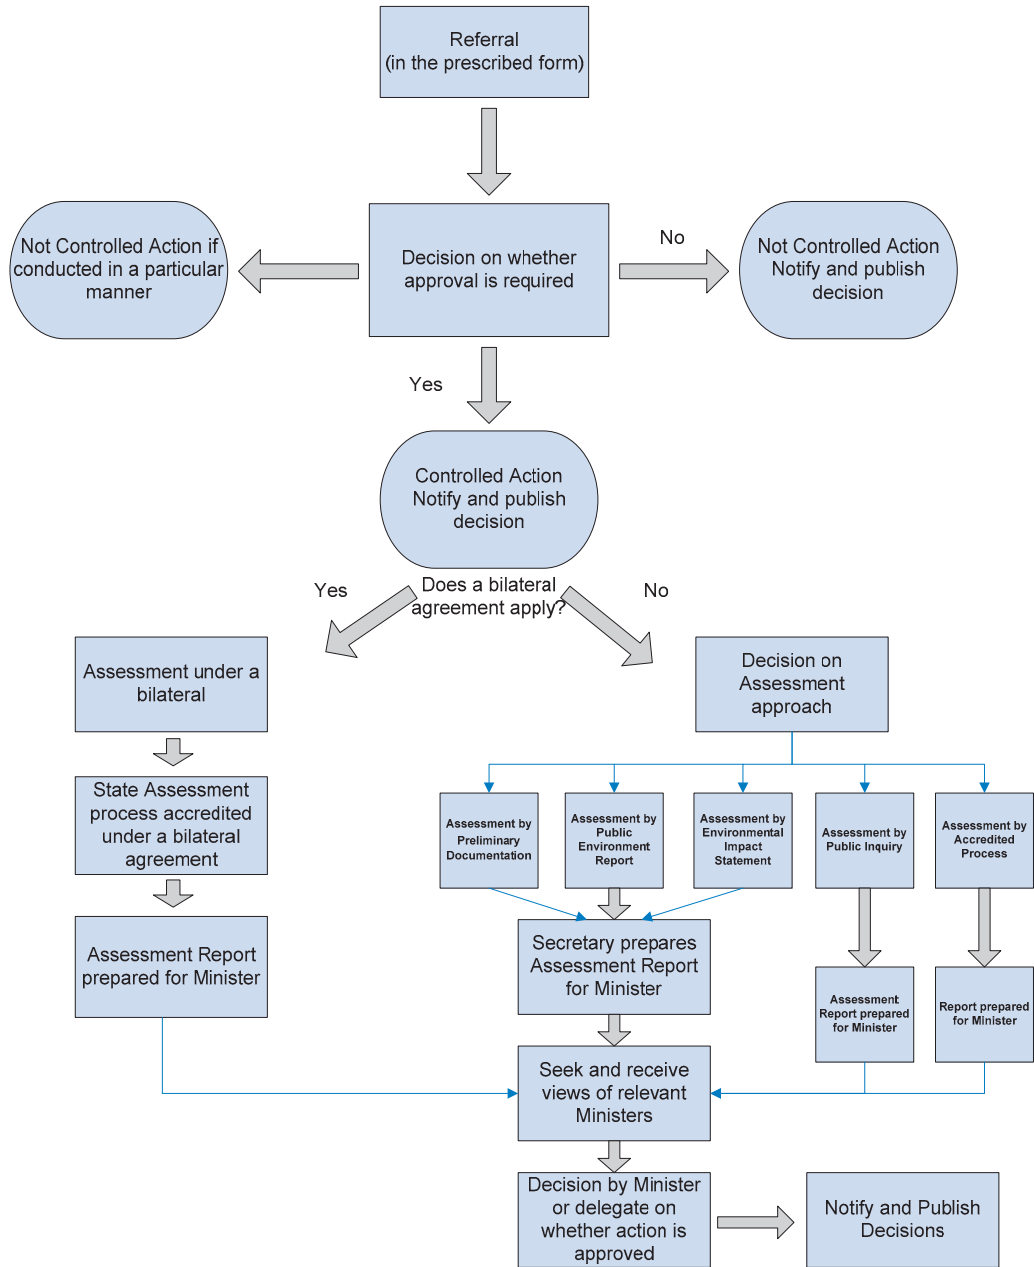 Referral
(in the prescribed form)
Not Controlled Action if
conducted in a particular
manner
Decision on whether
approval is required
No
Not Controlled Action
Notify and publish
decision
Yes
Controlled Action
Notify and publish
decision
Yes
Does a bilateral
agreement apply?
No
Assessment under a
bilateral
Decision on
Assessment
approach
State Assessment
process accredited
under a bilateral
agreement
Assessment by
Preliminary
Documentation
Assessment by
Public
Environment
Report
Assessment by
Environmental
Impact
Statement
Assessment by
Public Inquiry
Assessment by
Accredited
Process
Assessment Report
prepared for Minister
Secretary prepares
Assessment Report
for Minister
Assessment
Report prepared
for Minister
Report prepared
for Minister
Seek and receive
views of relevant
Ministers
Decision by Minister
or delegate on
whether action is
approved
Notify and Publish
Decisions